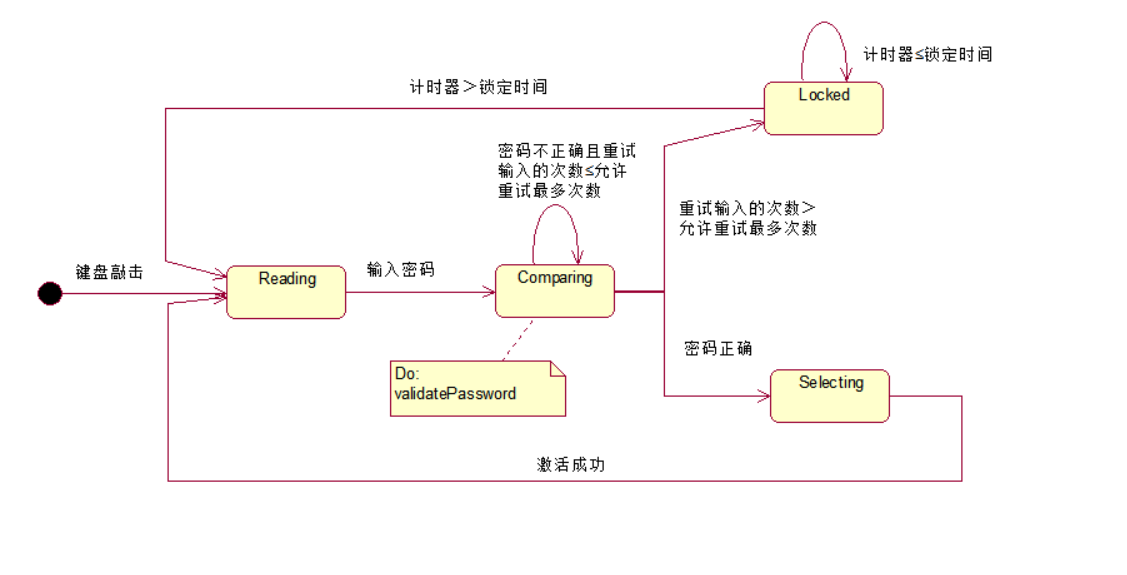 计时器≤锁定时间
计时器＞锁定时间
Locked
密码不正确且重试
输入的次数≤允许
重试最多次数
重试输入的次数＞
允许重试最多次数
键盘敲击
Reading
输入密码
Comparing
密码正确
Do:
validatePassword
Selecting
激活成功